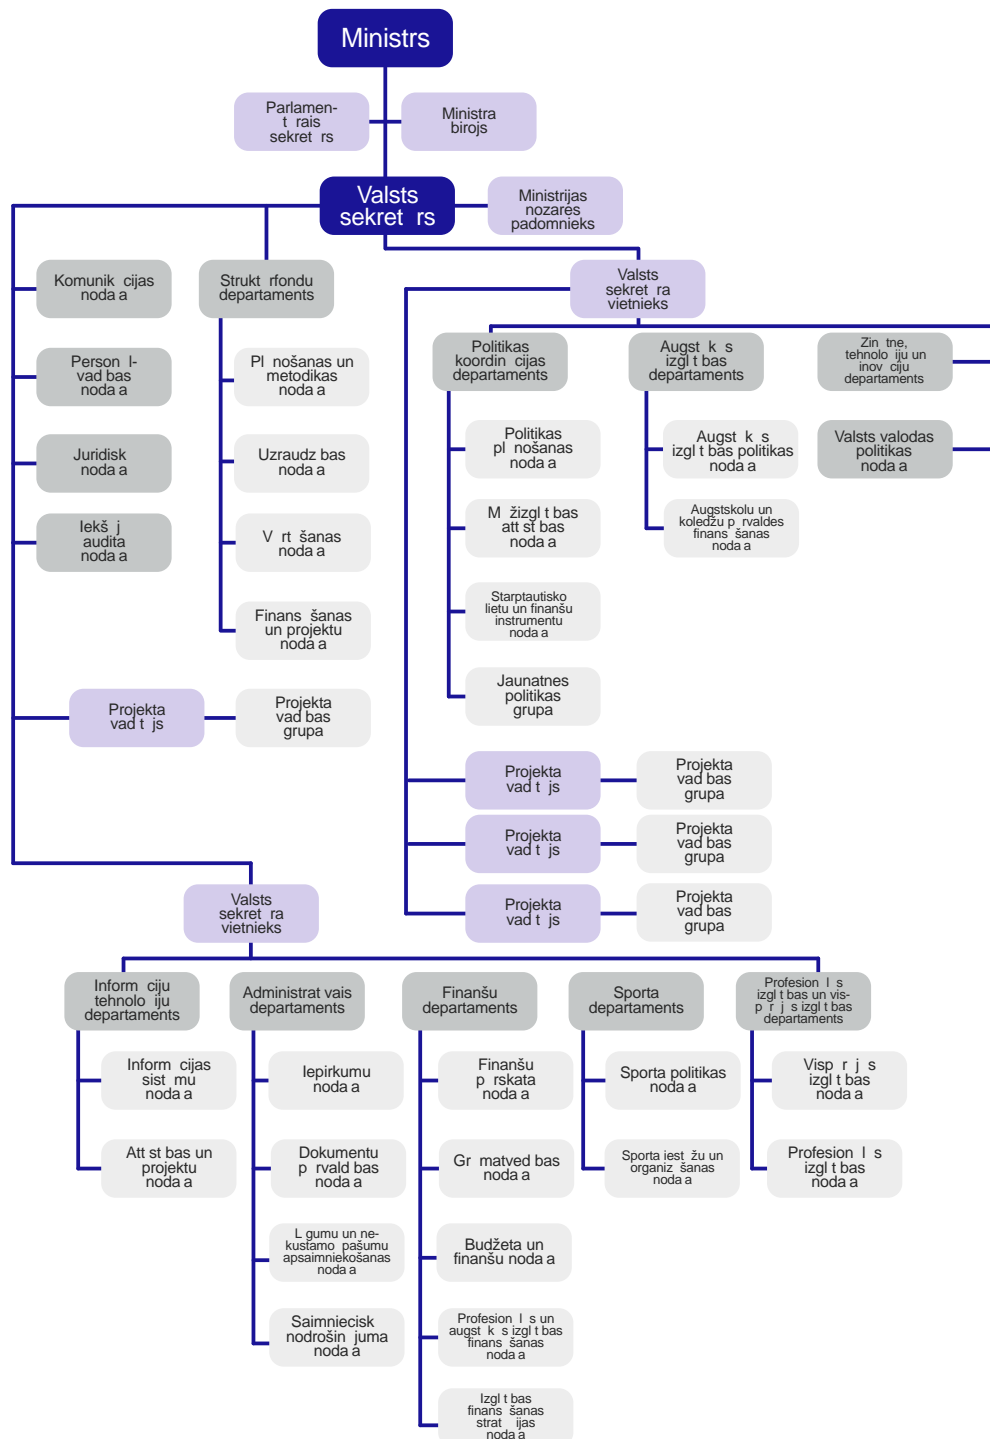 Ministrs
Parlamen-
t rais
sekret rs
Ministra
birojs
Valsts
sekret rs
Ministrijas
nozares
padomnieks
Komunik cijas
noda a
Strukt rfondu
departaments
Valsts
sekret ra
vietnieks
Person l-
vad bas
noda a
Pl nošanas un
metodikas
noda a
Politikas
koordin cijas
departaments
Augst k s
izgl t bas
departaments
Zin tne,
tehnolo iju un
inov ciju
departaments
Juridisk
noda a
Uzraudz bas
noda a
Politikas
pl nošanas
noda a
Augst k s
izgl t bas politikas
noda a
Valsts valodas
politikas
noda a
Iekš j
audita
noda a
V rt šanas
noda a
M žizgl t bas
att st bas
noda a
Augstskolu un
koledžu p rvaldes
finans šanas
noda a
Finans šanas
un projektu
noda a
Starptautisko
lietu un finanšu
instrumentu
noda a
Jaunatnes
politikas
grupa
Projekta
vad t js
Projekta
vad bas
grupa
Projekta
vad t js
Projekta
vad bas
grupa
Projekta
vad t js
Projekta
vad bas
grupa
Projekta
vad t js
Projekta
vad bas
grupa
Valsts
sekret ra
vietnieks
Inform ciju
tehnolo iju
departaments
Administrat vais
departaments
Finanšu
departaments
Sporta
departaments
Profesion l s
izgl t bas un vis-
p r j s izgl t bas
departaments
Inform cijas
sist mu
noda a
Iepirkumu
noda a
Finanšu
p rskata
noda a
Sporta politikas
noda a
Visp r j s
izgl t bas
noda a
Att st bas un
projektu
noda a
Dokumentu
p rvald bas
noda a
Gr matved bas
noda a
Sporta iest žu un
organiz šanas
noda a
Profesion l s
izgl t bas
noda a
L gumu un ne-
kustamo pašumu
apsaimniekošanas
noda a
Budžeta un
finanšu noda a
Saimniecisk
nodrošin juma
noda a
Profesion l s un
augst k s izgl t bas
finans šanas
noda a
Izgl t bas
finans šanas
strat ijas
noda a